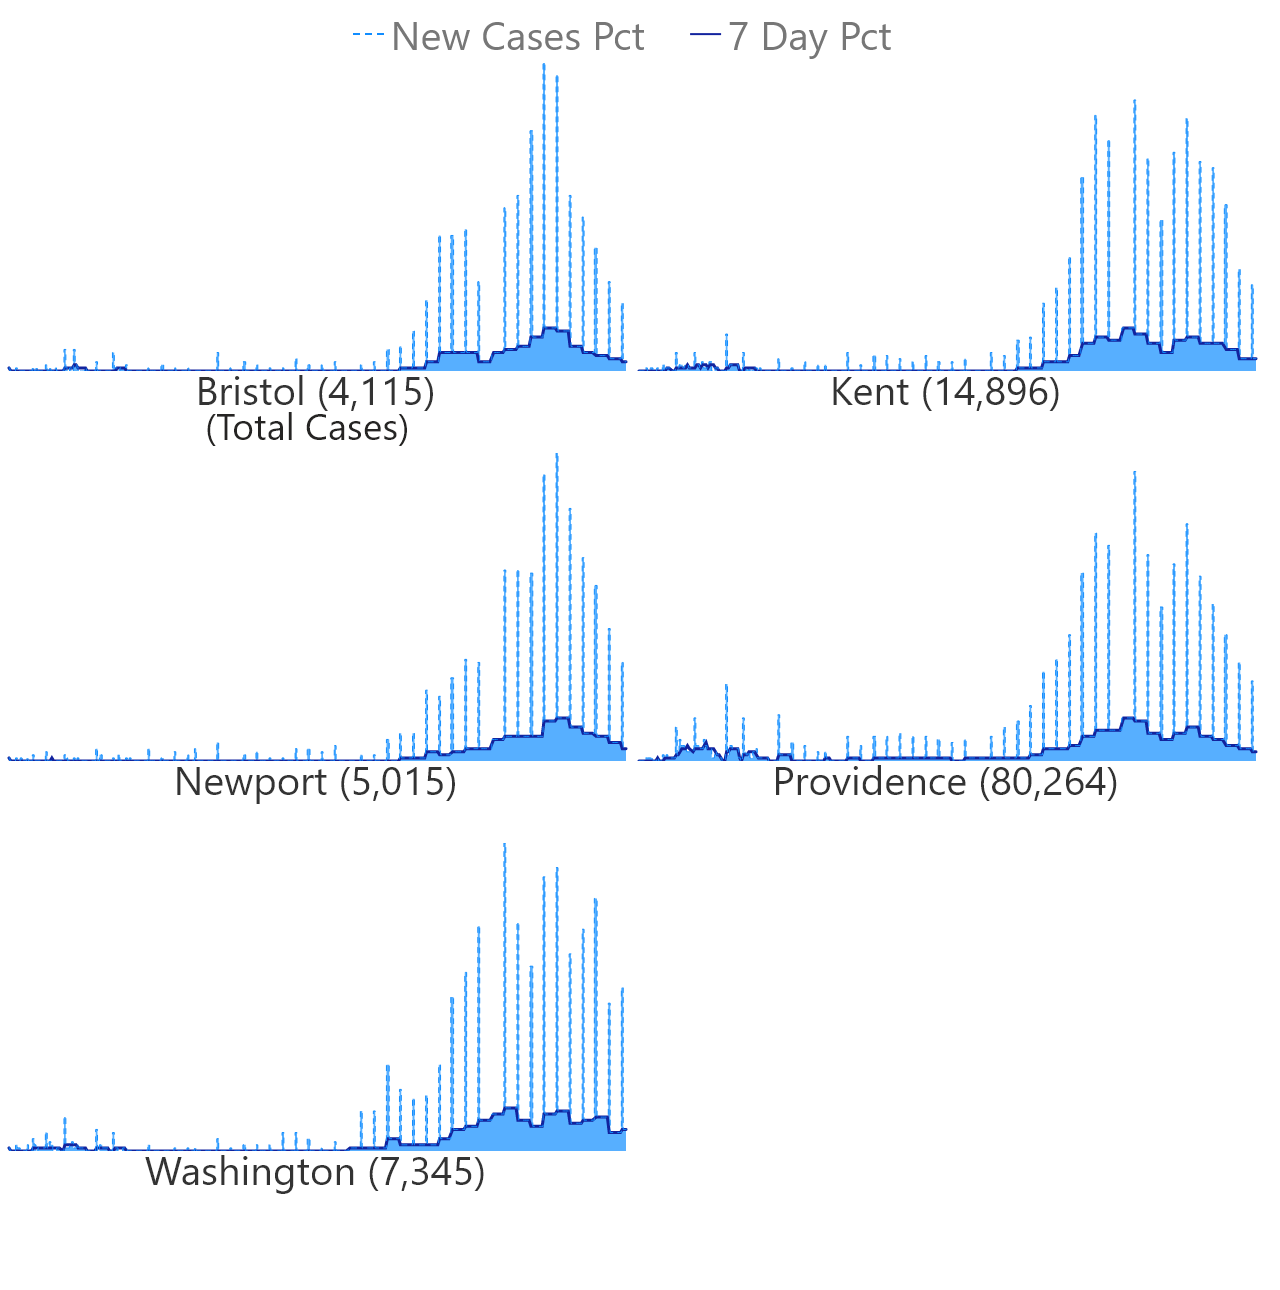 New Cases Pct 7 Day Pct
Bristol (4,115)
(Total Cases)
Kent (14,896)
Newport (5,015)
Providence (80,264)
Washington (7,345)